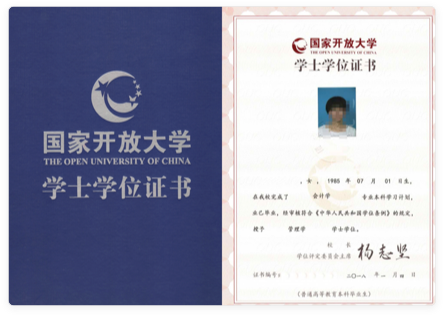 国家开放大学
THE OPEN UNIVERSITY OF CHINA
学士学位证书
国家开放大学
THE OPEN UNIVERSITY OF CHINA
学士学位证书
，女，1985 年 07 月 01 日生。
在我校完成了 会计学 专业本科学习计划，
业已毕业，经审核符合《中华人民共和国学位条例》的规定，
授予 管理学 学士学位。
校 长
学位评定委员会主席 杨志坚
证书编号： 二〇一八年一月 日
（普通高等教育本科毕业生）